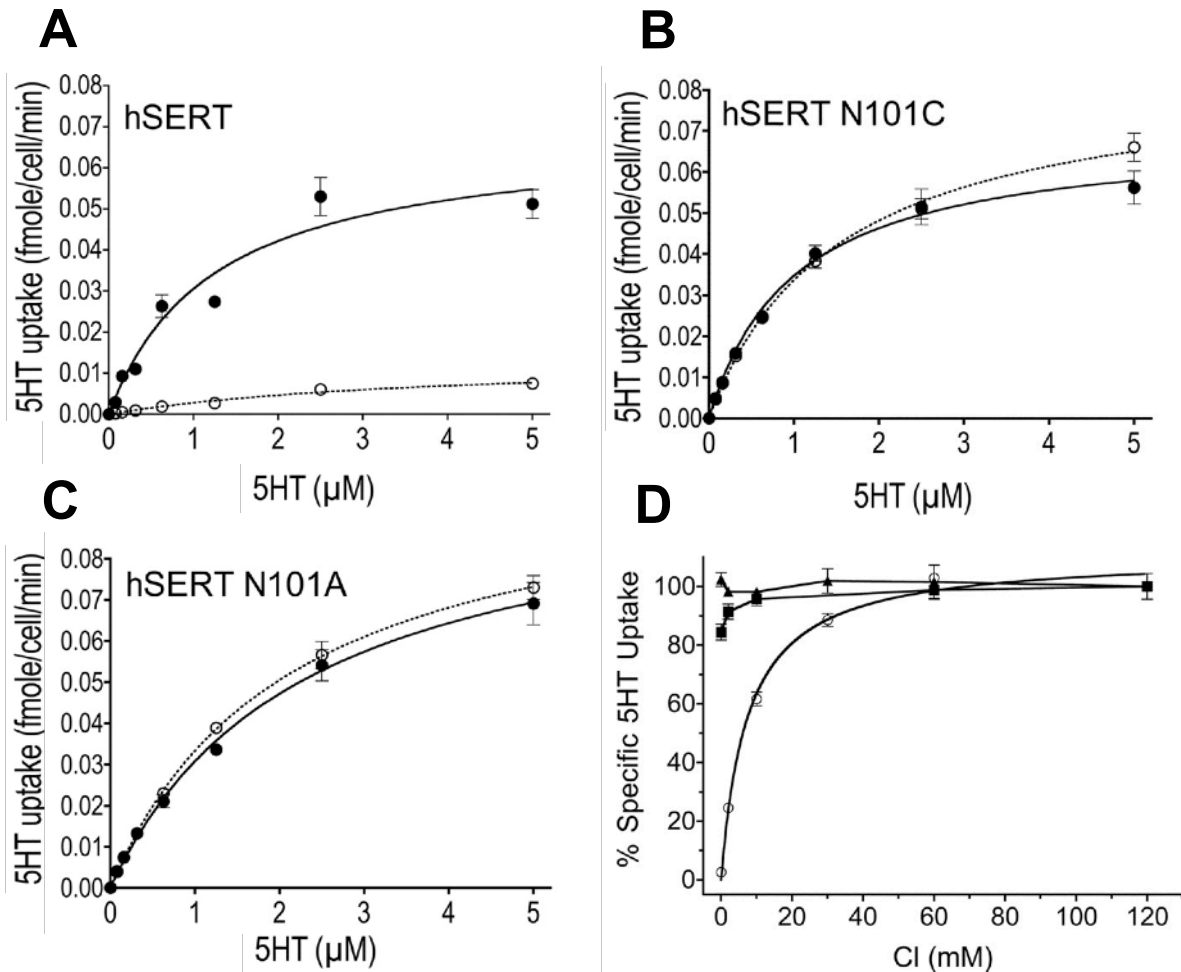 A
5HT uptake (fmole/cell/min)
0.08
0.07
0.06
0.05
0.04
0.03
0.02
0.01
0.00
hSERT
0 1 2 3 4 5
5HT (µM)
B
5HT uptake (fmole/cell/min)
0.08
0.07
0.06
0.05
0.04
0.03
0.02
0.01
0.00
hSERT N101C
0 1 2 3 4 5
5HT (µM)
C
5HT uptake (fmole/cell/min)
0.08
0.07
0.06
0.05
0.04
0.03
0.02
0.01
0.00
hSERT N101A
0 1 2 3 4 5
5HT (µM)
D
% Specific 5HT Uptake
100
80
60
40
20
0
0 20 40 60 80 100 120
Cl (mM)